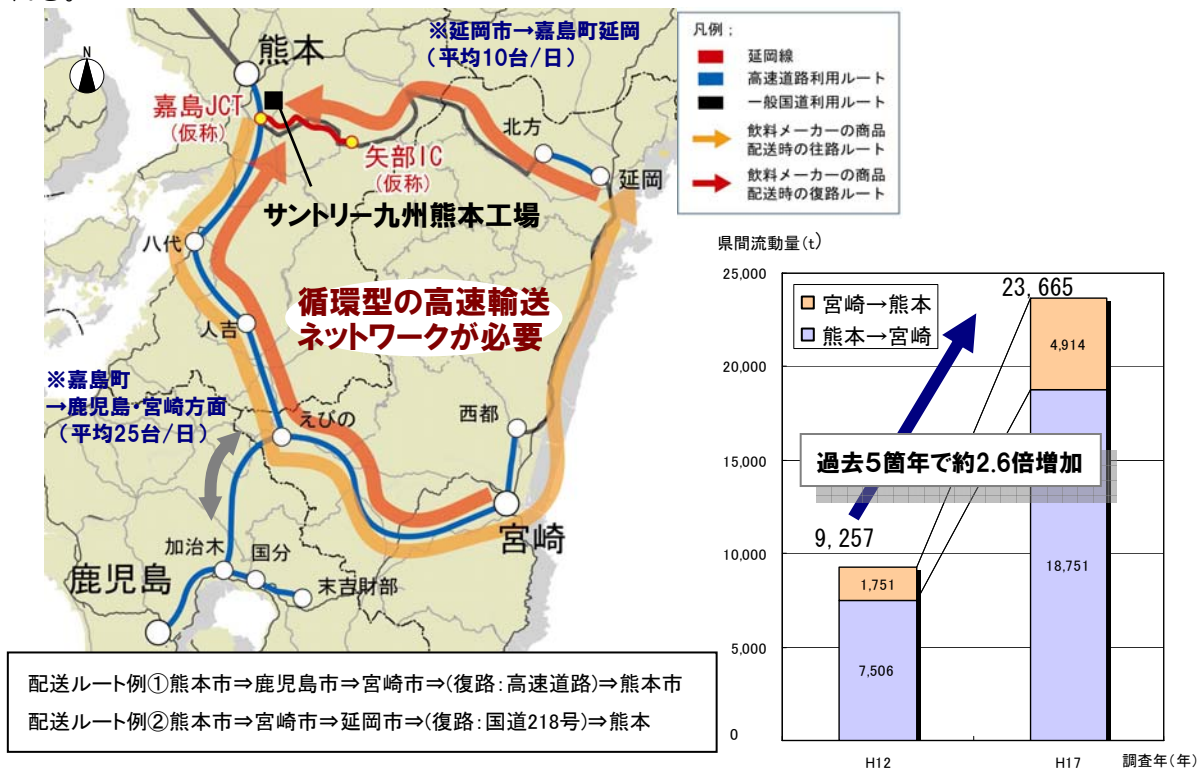 ※延岡市→嘉島町延岡
（平均10台/日）
N
熊本
嘉島JCT
（仮称）
矢部IC
（仮称）
北方
延岡
サントリー九州熊本工場
八代
循環型の高速輸送
ネットワークが必要
人吉
※嘉島町
→鹿児島・宮崎方面
（平均25台/日）
えびの
西都
宮崎
加治木
国分
末吉財部
鹿児島
凡例；
延岡線
高速道路利用ルート
一般国道利用ルート
飲料メーカーの商品
配送時の往路ルート
飲料メーカーの商品
配送時の復路ルート
県間流動量(t)
25,000
20,000
15,000
10,000
5,000
0
宮崎→熊本
熊本→宮崎
23,665
4,914
18,751
過去５箇年で約2.6倍増加
9,257
1,751
7,506
H12
H17
調査年(年)
配送ルート例①熊本市⇒鹿児島市⇒宮崎市⇒(復路：高速道路)⇒熊本市
配送ルート例②熊本市⇒宮崎市⇒延岡市⇒(復路：国道218号)⇒熊本